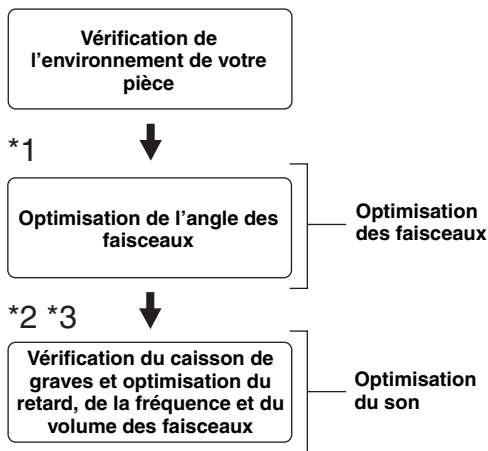 Vérification de
l’environnement de votre
pièce
*1
Optimisation de l’angle des
faisceaux
Optimisation
des faisceaux
*2 *3
Vérification du caisson de
graves et optimisation du
retard, de la fréquence et du
volume des faisceaux
Optimisation
du son